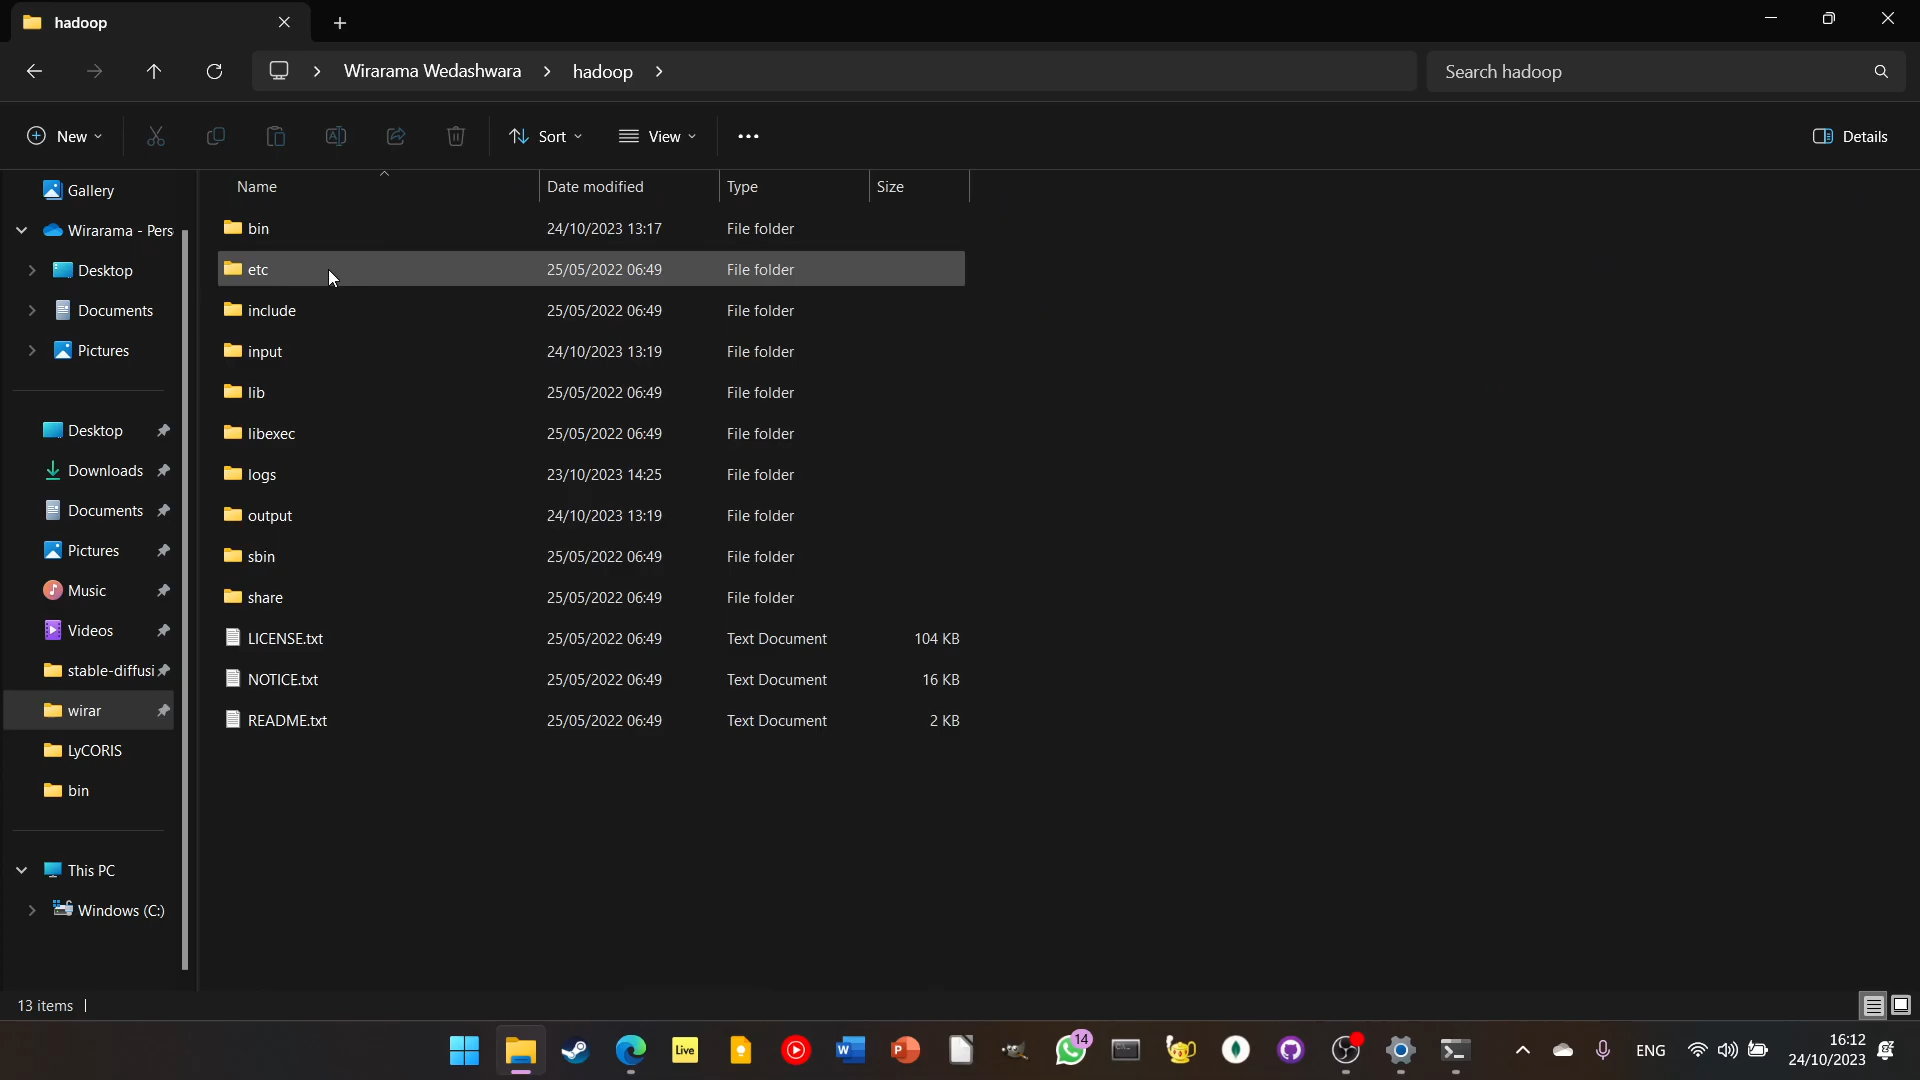 hadoop
Wirarama Wedashwara
hadoop
Search hadoop
New
Sort
View
Details
Gallery
Wirarama - Pers
Desktop
Documents
Pictures
Desktop
Downloads
Documents
Pictures
Music
Videos
stable-diffusi
wirar
LyCORIS
bin
This PC
Windows (C:)
Name Date modified Type Size
bin 24/10/2023 13:17 File folder
etc 25/05/2022 06:49 File folder
include 25/05/2022 06:49 File folder
input 24/10/2023 13:19 File folder
lib 25/05/2022 06:49 File folder
libexec 25/05/2022 06:49 File folder
logs 23/10/2023 14:25 File folder
output 24/10/2023 13:19 File folder
sbin 25/05/2022 06:49 File folder
share 25/05/2022 06:49 File folder
LICENSE.txt 25/05/2022 06:49 Text Document 104 KB
NOTICE.txt 25/05/2022 06:49 Text Document 16 KB
README.txt 25/05/2022 06:49 Text Document 2 KB
13 items
Live
14
ENG
16:12
24/10/2023